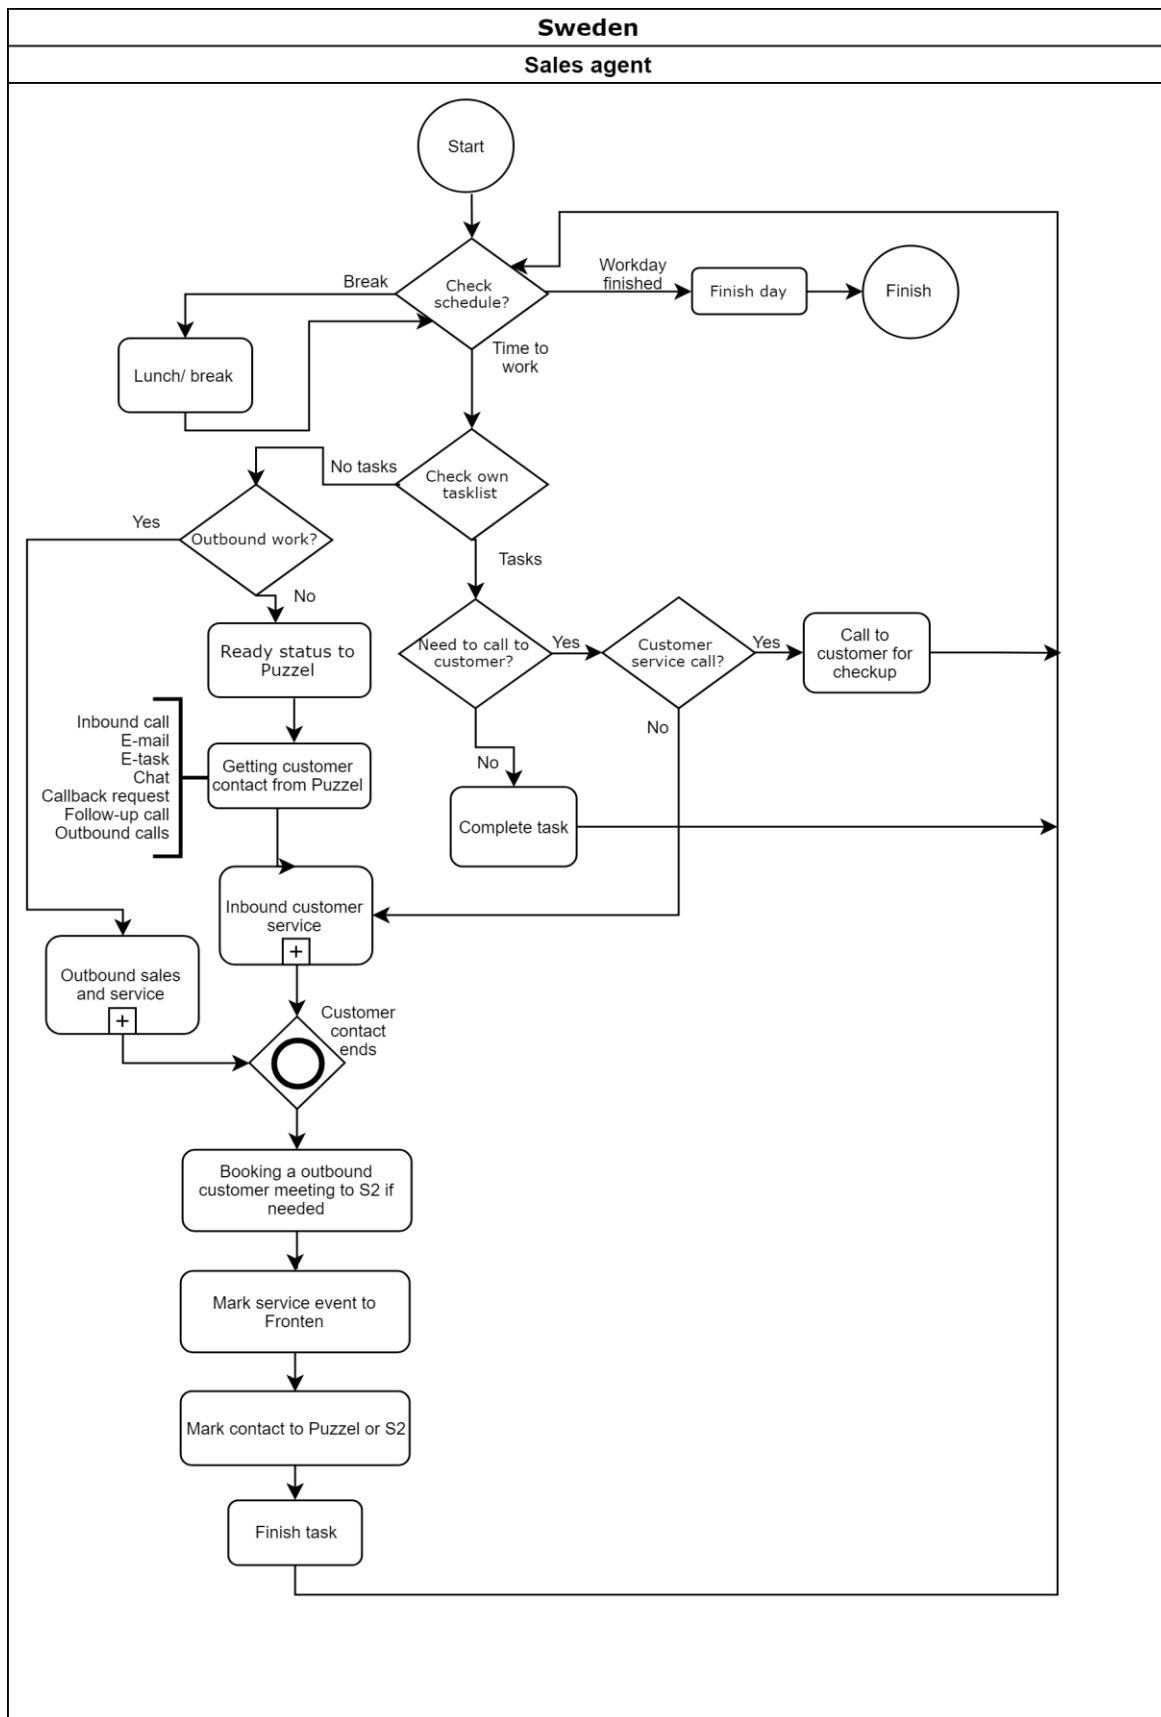 Sweden
Sales agent
Start
Check
schedule?
Break
Workday
finished
Finish day
Finish
Lunch/ break
Time to
work
No tasks
Check own
tasklist
Yes
Outbound work?
Tasks
No
Ready status to
Puzzel
Need to call to
customer?
Yes
Customer
service call?
Yes
Call to
customer for
checkup
Inbound call
E-mail
E-task
Chat
Callback request
Follow-up call
Outbound calls
Getting customer
contact from Puzzel
No
No
Complete task
Inbound customer
service
+
Outbound sales
and service
+
Customer
contact
ends
Booking a outbound
customer meeting to S2 if
needed
Mark service event to
Fronten
Mark contact to Puzzel or S2
Finish task